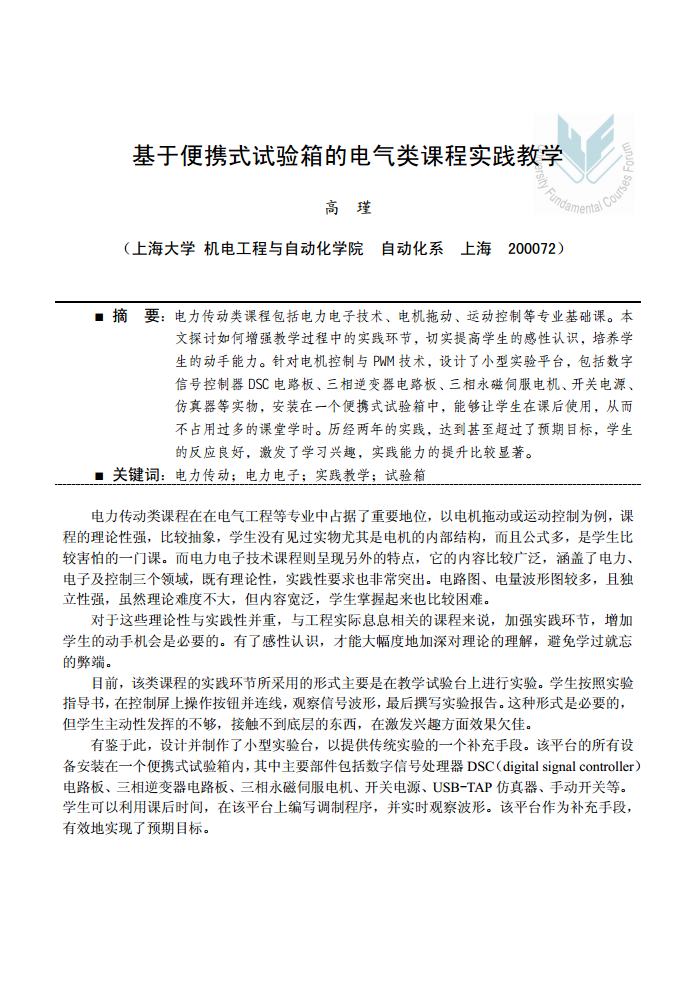 基于便携式试验箱的电气类课程实践教学
University Fundamental Courses Forum
高 瑾
（上海大学 机电工程与自动化学院 自动化系 上海 200072）
■ 摘 要：电力传动类课程包括电力电子技术、电机拖动、运动控制等专业基础课。本
文探讨如何增强教学过程中的实践环节，切实提高学生的感性认识，培养学
生的动手能力。针对电机控制与 PWM 技术，设计了小型实验平台，包括数字
信号控制器 DSC 电路板、三相逆变器电路板、三相永磁伺服电机、开关电源、
仿真器等实物，安装在一个便携式试验箱中，能够让学生在课后使用，从而
不占用过多的课堂学时。历经两年的实践，达到甚至超过了预期目标，学生
的反应良好，激发了学习兴趣，实践能力的提升比较显著。
■ 关键词：电力传动；电力电子；实践教学；试验箱
电力传动类课程在在电气工程等专业中占据了重要地位，以电机拖动或运动控制为例，课
程的理论性强，比较抽象，学生没有见过实物尤其是电机的内部结构，而且公式多，是学生比
较害怕的一门课。而电力电子技术课程则呈现另外的特点，它的内容比较广泛，涵盖了电力、
电子及控制三个领域，既有理论性，实践性要求也非常突出。电路图、电量波形图较多，且独
立性强，虽然理论难度不大，但内容宽泛，学生掌握起来也比较困难。
对于这些理论性与实践性并重，与工程实际息息相关的课程来说，加强实践环节，增加
学生的动手机会是必要的。有了感性认识，才能大幅度地加深对理论的理解，避免学过就忘
的弊端。
目前，该类课程的实践环节所采用的形式主要是在教学试验台上进行实验。学生按照实验
指导书，在控制屏上操作按钮并连线，观察信号波形，最后撰写实验报告。这种形式是必要的，
但学生主动性发挥的不够，接触不到底层的东西，在激发兴趣方面效果欠佳。
有鉴于此，设计并制作了小型实验台，以提供传统实验的一个补充手段。该平台的所有设
备安装在一个便携式试验箱内，其中主要部件包括数字信号处理器 DSC（digital signal controller）
电路板、三相逆变器电路板、三相永磁伺服电机、开关电源、USB-TAP 仿真器、手动开关等。
学生可以利用课后时间，在该平台上编写调制程序，并实时观察波形。该平台作为补充手段，
有效地实现了预期目标。